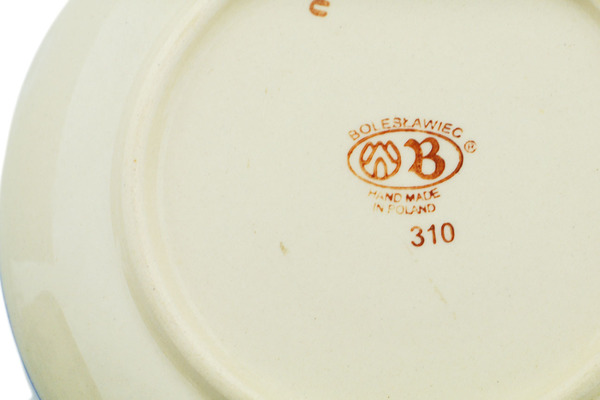 e
BOLESŁAWIEC
B ®
HAND MADE
IN POLAND
310